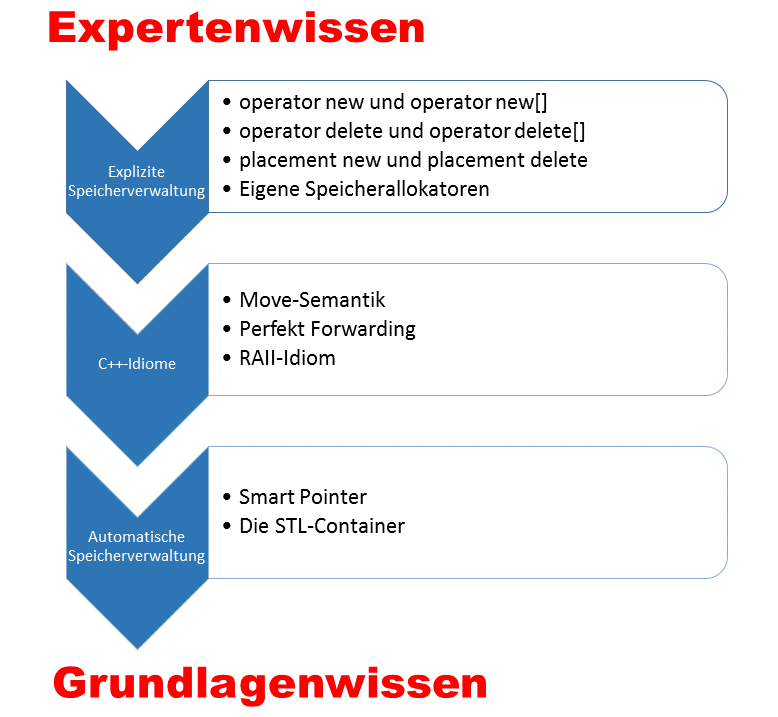 Expertenwissen
Explizite
Speicherverwaltung
• operator new und operator new[]
• operator delete und operator delete[]
• placement new und placement delete
• Eigene Speicherallokatoren
C++-Idiome
• Move-Semantik
• Perfekt Forwarding
• RAII-Idiom
Automatische
Speicherverwaltung
• Smart Pointer
• Die STL-Container
Grundlagenwissen